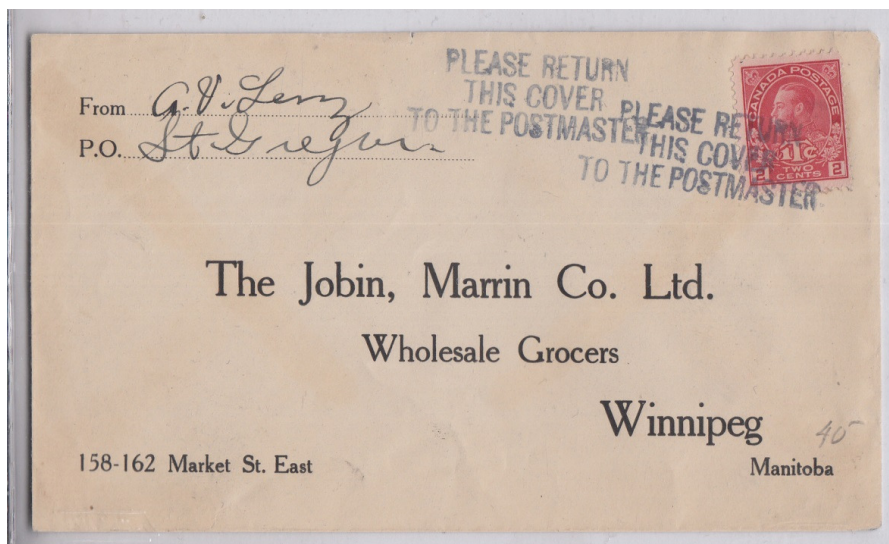 From A. V. Lenz
P.O. St Gregor
PLEASE RETURN
THIS COVER
TO THE POSTMASTER
PLEASE RETURN
THIS COVER
TO THE POSTMASTER
CANADA POSTAGE
1Tc
2 TWO CENTS 2
The Jobin, Marrin Co. Ltd.
Wholesale Grocers
Winnipeg
40
158-162 Market St. East
Manitoba